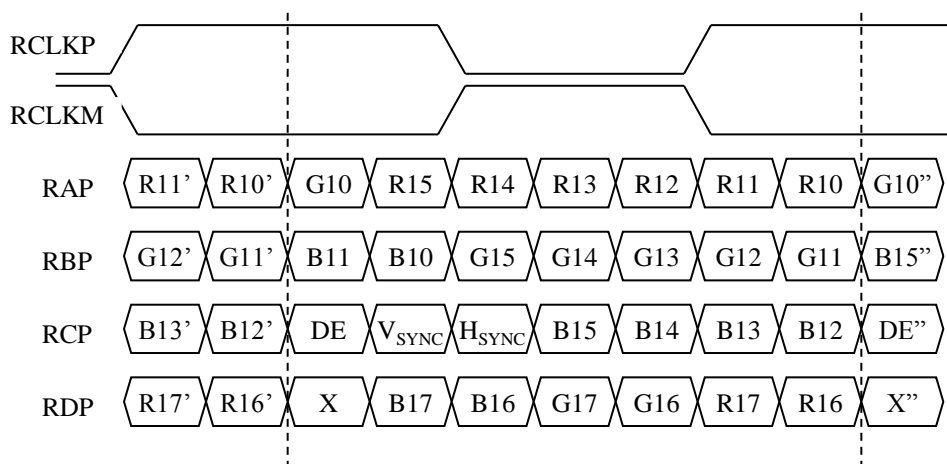 RCLKP
RCLKM
RAP R11’ R10’ G10 R15 R14 R13 R12 R11 R10 G10”
RBP G12’ G11’ B11 B10 G15 G14 G13 G12 G11 B15”
RCP B13’ B12’ DE VSYNC HSYNC B15 B14 B13 B12 DE”
RDP R17’ R16’ X B17 B16 G17 G16 R17 R16 X”